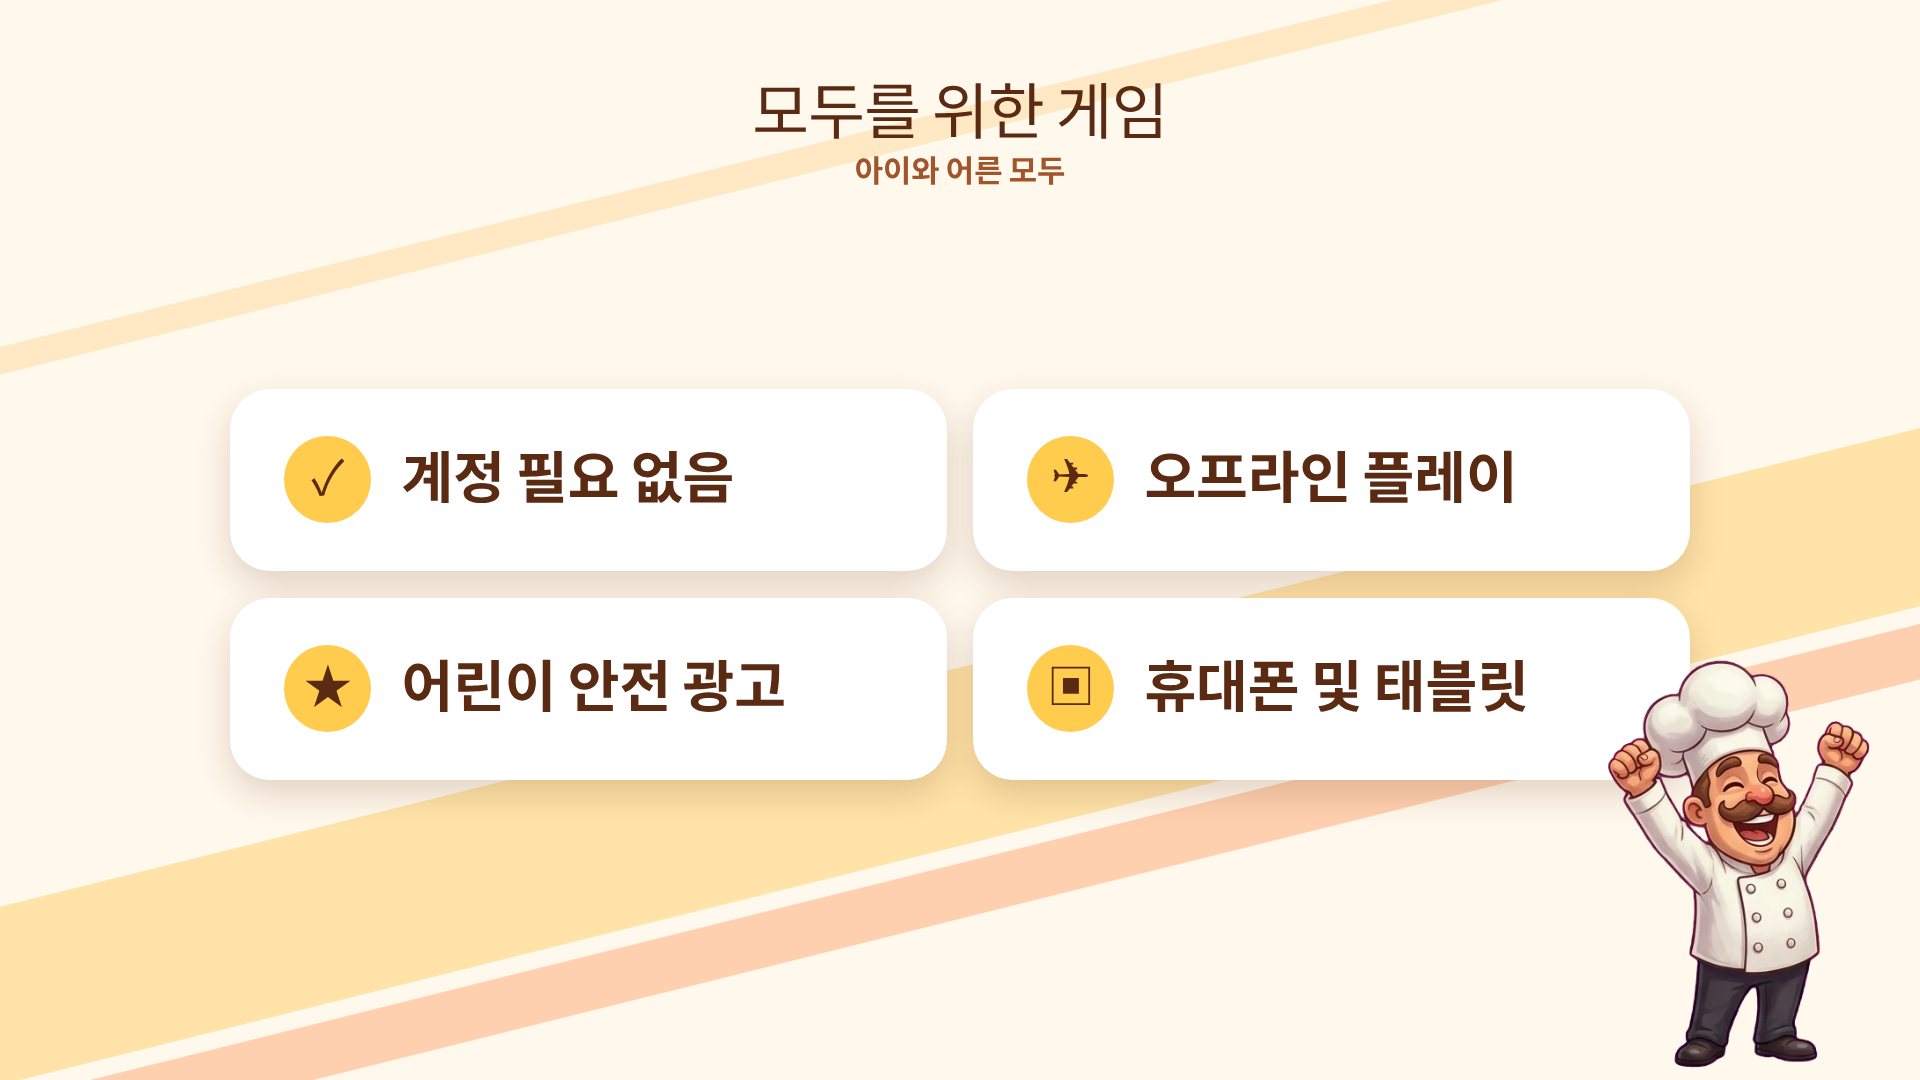 모두를 위한 게임
아이와 어른 모두
계정 필요 없음
오프라인 플레이
어린이 안전 광고
휴대폰 및 태블릿